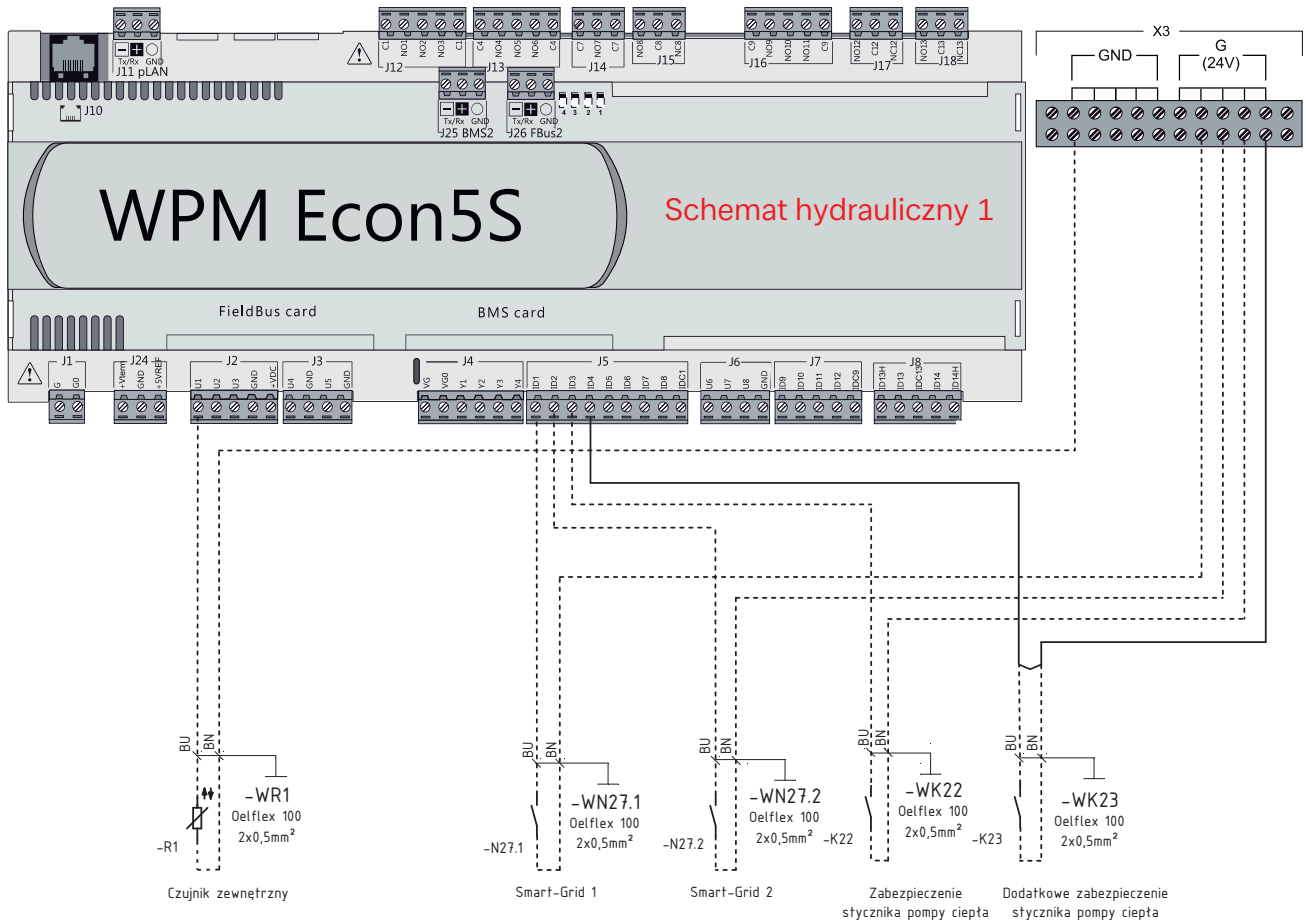 C1 NO1 NO2 NO3 C1
J12
C4 NO4 NO5 NO6 C4
J13
C7 NO7 C7
J14
NO8 C8 NC8
J15
C9 NO9 NO10 NO11 C9
J16
NO12 C12 NC12
J17
NO13 C13 NC13
J18
X3
GND
G
(24V)
Tx/Rx GND
J11 pLAN
J10
Tx/Rx GND
J25 BMS2
Tx/Rx GND
J26 FBus2
4 3 2 1
WPM Econ5S
Schemat hydrauliczny 1
FieldBus card
BMS card
J1
G G0
J24
+Vterm GND +5VREF
J2
U1 U2 U3 GND +VDC
J3
U4 GND U5 GND
J4
VG VG0 Y1 Y2 Y3 Y4
J5
ID1 ID2 ID3 ID4 ID5 ID6 ID7 ID8 IDC1
J6
U6 U7 U8 GND
J7
ID9 ID10 ID11 ID12 IDC9
J8
ID13H ID13 IDC13 ID14 ID14H
BU BN
-WR1
Oelflex 100
2x0,5mm²
-R1
Czujnik zewnętrzny
BU BN
-WN27.1
Oelflex 100
2x0,5mm²
-N27.1
Smart-Grid 1
BU BN
-WN27.2
Oelflex 100
2x0,5mm²
-N27.2
Smart-Grid 2
BU BN
-WK22
Oelflex 100
2x0,5mm²
-K22
Zabezpieczenie
stycznika pompy ciepła
BU BN
-WK23
Oelflex 100
2x0,5mm²
-K23
Dodatkowe zabezpieczenie
stycznika pompy ciepła